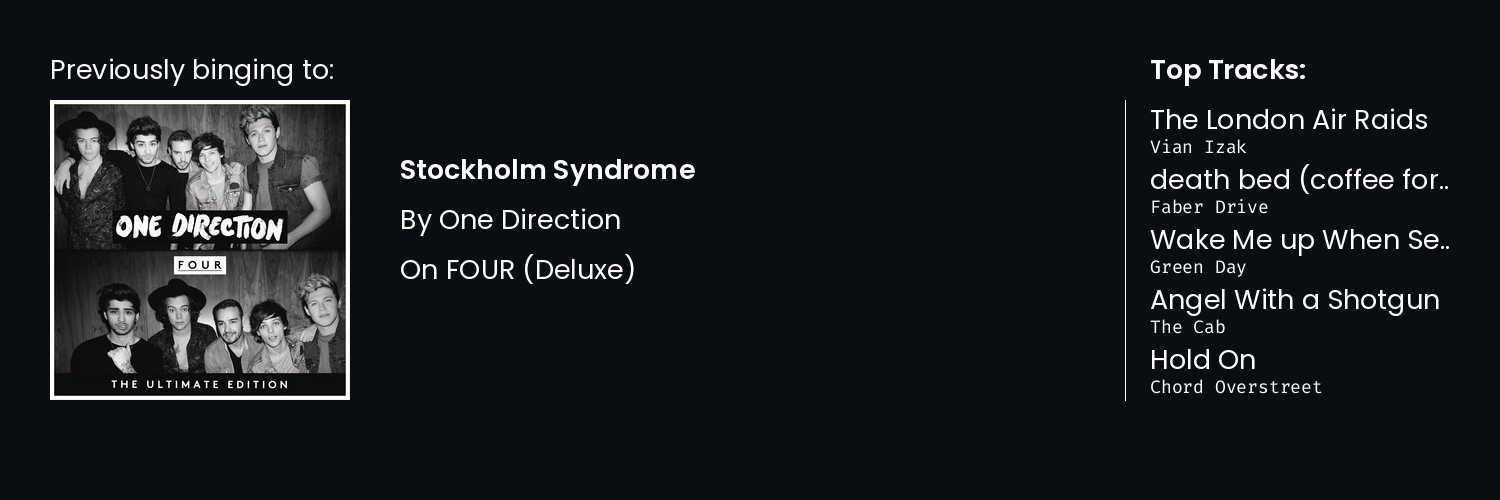 Previously binging to:
ONE DIRECTION
FOUR
THE ULTIMATE EDITION
Stockholm Syndrome
By One Direction
On FOUR (Deluxe)
Top Tracks:
The London Air Raids
Vian Izak
death bed (coffee for..
Faber Drive
Wake Me up When Se..
Green Day
Angel With a Shotgun
The Cab
Hold On
Chord Overstreet